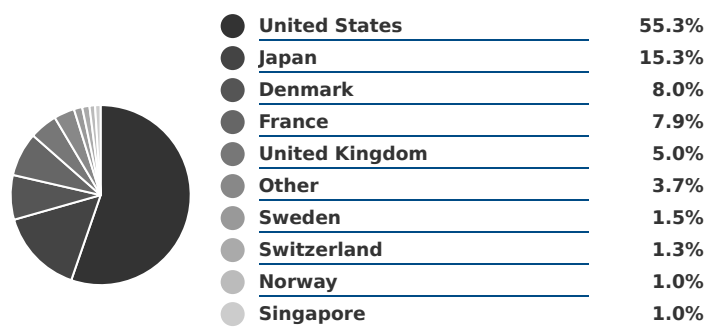 United States 55.3%
Japan 15.3%
Denmark 8.0%
France 7.9%
United Kingdom 5.0%
Other 3.7%
Sweden 1.5%
Switzerland 1.3%
Norway 1.0%
Singapore 1.0%